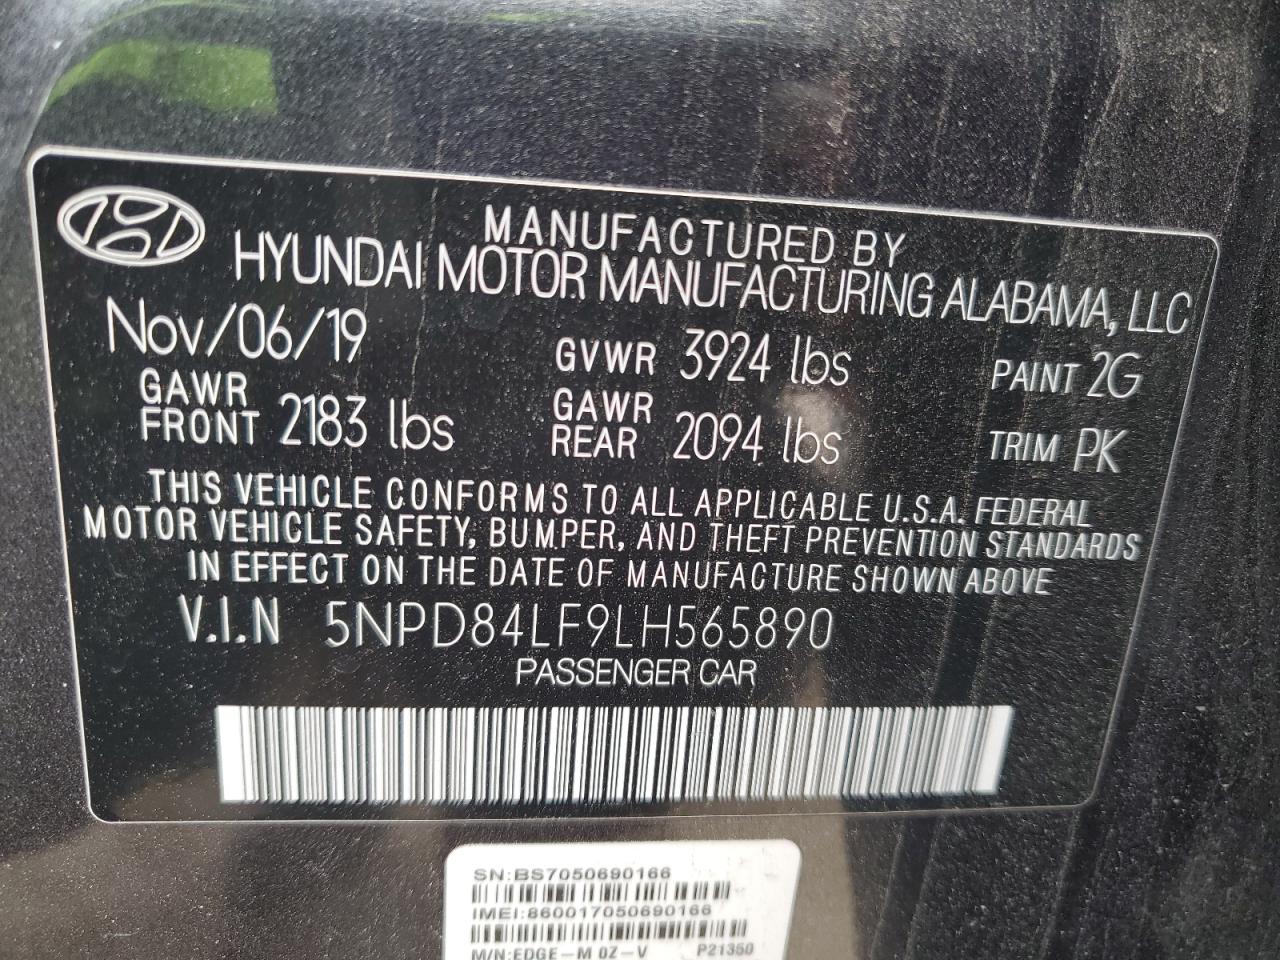 MANUFACTURED BY
HYUNDAI MOTOR MANUFACTURING ALABAMA, LLC
Nov/06/19
GVWR 3924 lbs
PAINT 2G
GAWR FRONT 2183 lbs
GAWR REAR 2094 lbs
TRIM PK
THIS VEHICLE CONFORMS TO ALL APPLICABLE U.S.A. FEDERAL
MOTOR VEHICLE SAFETY, BUMPER, AND THEFT PREVENTION STANDARDS
IN EFFECT ON THE DATE OF MANUFACTURE SHOWN ABOVE
V.I.N 5NPD84LF9LH565890
PASSENGER CAR
SN:BS7050690166
IMEI:860017050690166
M/N:EDGE-M 0Z-V P21350